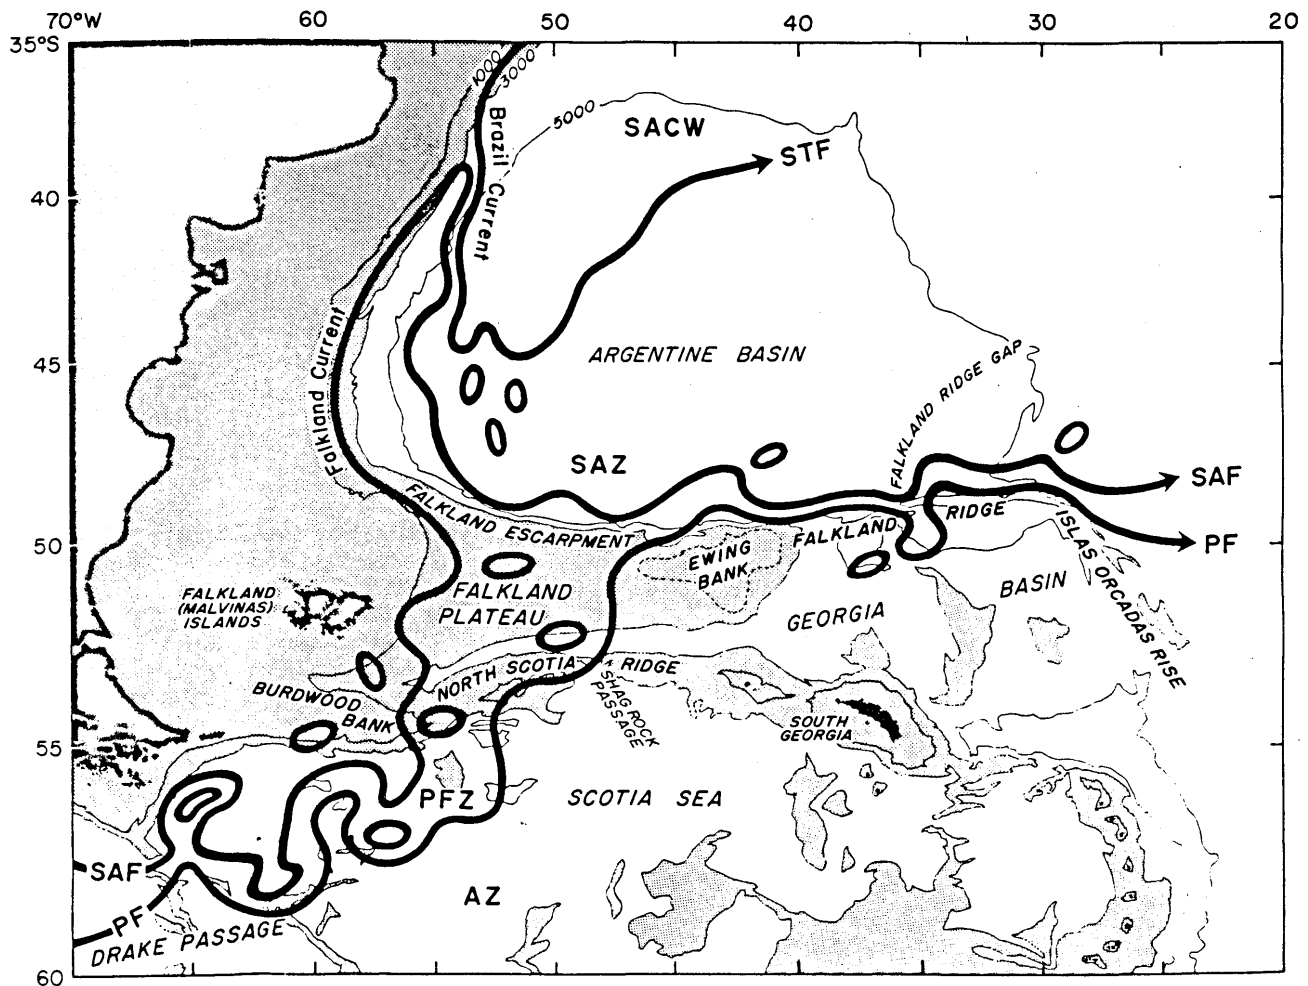 70°W 60 50 40 30 20
35°S
1000
3000
5000
SACW
STF
Brazil Current
40
Falkland Current
45
ARGENTINE BASIN
FALKLAND RIDGE GAP
SAZ
SAF
FALKLAND ESCARPMENT
FALKLAND RIDGE
50
PF
EWING
BANK
ISLAS ORCADAS RISE
FALKLAND
(MALVINAS)
ISLANDS
FALKLAND
PLATEAU
GEORGIA BASIN
NORTH SCOTIA RIDGE
BURDWOOD
BANK
SHAG ROCK
PASSAGE
SOUTH
GEORGIA
55
PFZ
SCOTIA SEA
SAF
AZ
PF
DRAKE PASSAGE
60